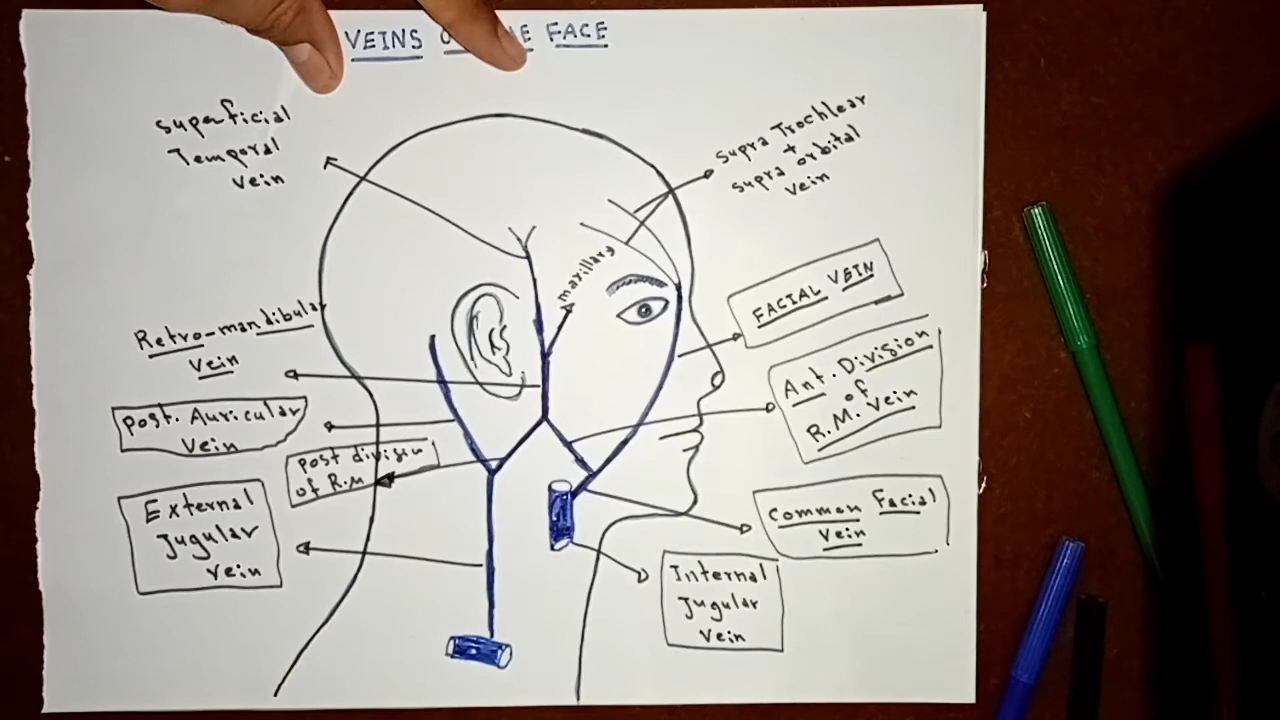 VEINS FACE
Superficial
Temporal
vein
supra Trochlear
+
supra orbital
vein
maxillary
FACIAL VEIN
Retro-mandibular
vein
Ant. Division
of
R.M. vein
Post. Auricular
vein
post division
of R.M
External
Jugular
vein
Common Facial
vein
Internal
Jugular
vein